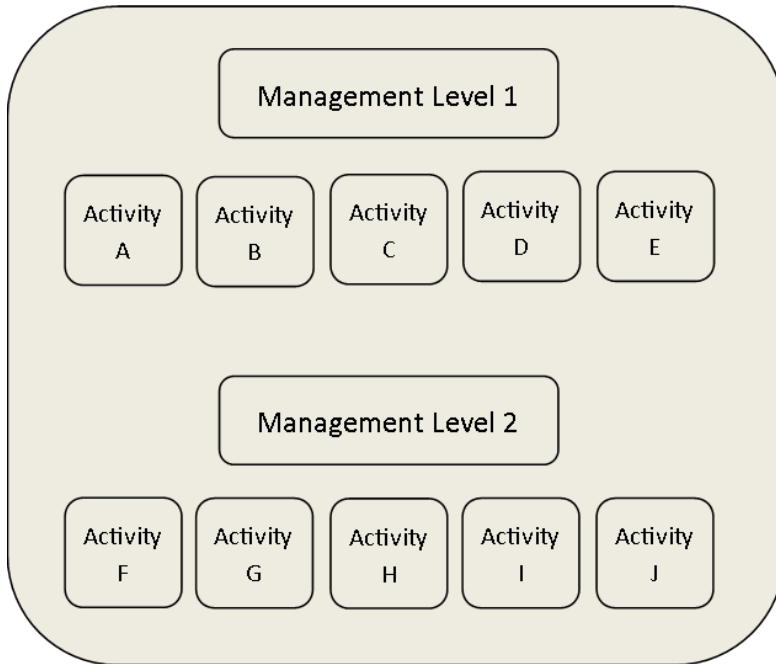 Management Level 1
Activity
A
Activity
B
Activity
C
Activity
D
Activity
E
Management Level 2
Activity
F
Activity
G
Activity
H
Activity
I
Activity
J